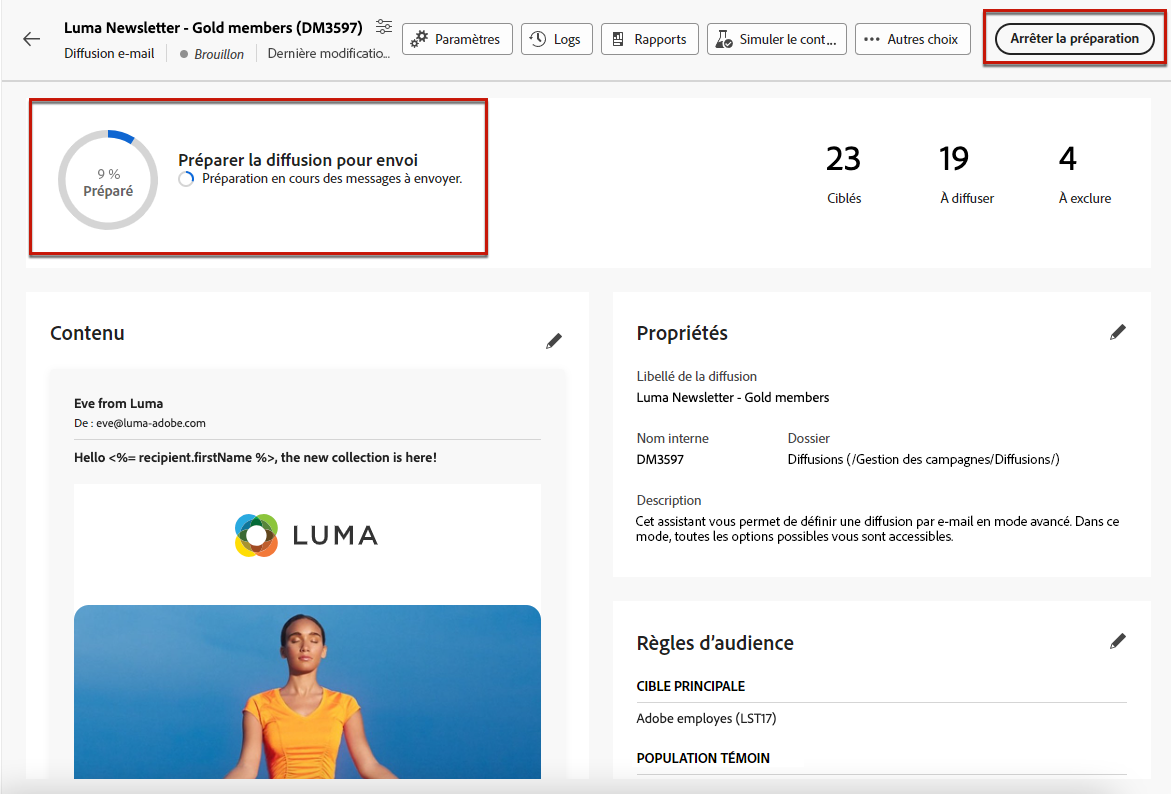 Luma Newsletter - Gold members (DM3597)
Diffusion e-mail
Brouillon
Dernière modificatio...
Paramètres
Logs
Rapports
Simuler le cont...
Autres choix
Arrêter la préparation
9 %
Préparé
Préparer la diffusion pour envoi
Préparation en cours des messages à envoyer.
23
Ciblés
19
À diffuser
4
À exclure
Contenu
Eve from Luma
De : eve@luma-adobe.com
Hello <%= recipient.firstName %>, the new collection is here!
LUMA
Propriétés
Libellé de la diffusion
Luma Newsletter - Gold members
Nom interne
DM3597
Dossier
Diffusions (/Gestion des campagnes/Diffusions/)
Description
Cet assistant vous permet de définir une diffusion par e-mail en mode avancé. Dans ce
mode, toutes les options possibles vous sont accessibles.
Règles d’audience
CIBLE PRINCIPALE
Adobe employes (LST17)
POPULATION TÉMOIN